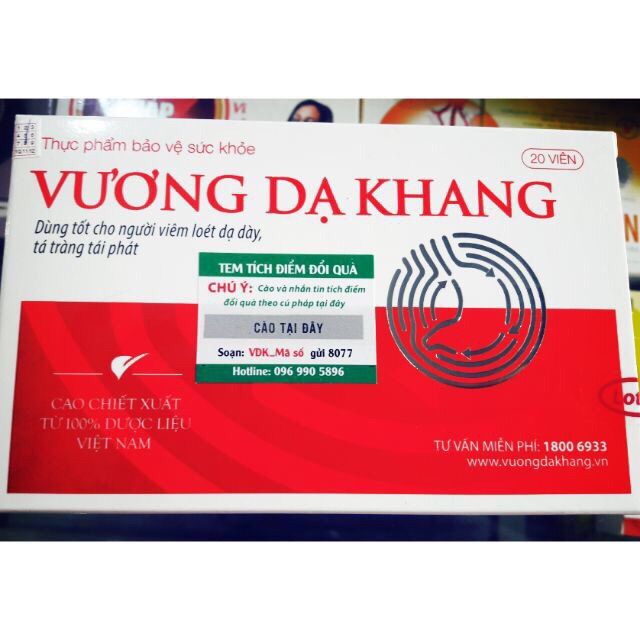 Thực phẩm bảo vệ sức khỏe
20 VIÊN
VƯƠNG DẠ KHANG
Dùng tốt cho người viêm loét dạ dày,
tá tràng tái phát
TEM TÍCH ĐIỂM ĐỔI QUÀ
CHÚ Ý: Cào và nhắn tin tích điểm
đổi quà theo cú pháp tại đây
CÀO TẠI ĐÂY
Soạn: VDK_Mã số gửi 8077
Hotline: 096 990 5896
CAO CHIẾT XUẤT
TỪ 100% DƯỢC LIỆU
VIỆT NAM
TƯ VẤN MIỄN PHÍ: 1800 6933
www.vuongdakhang.vn